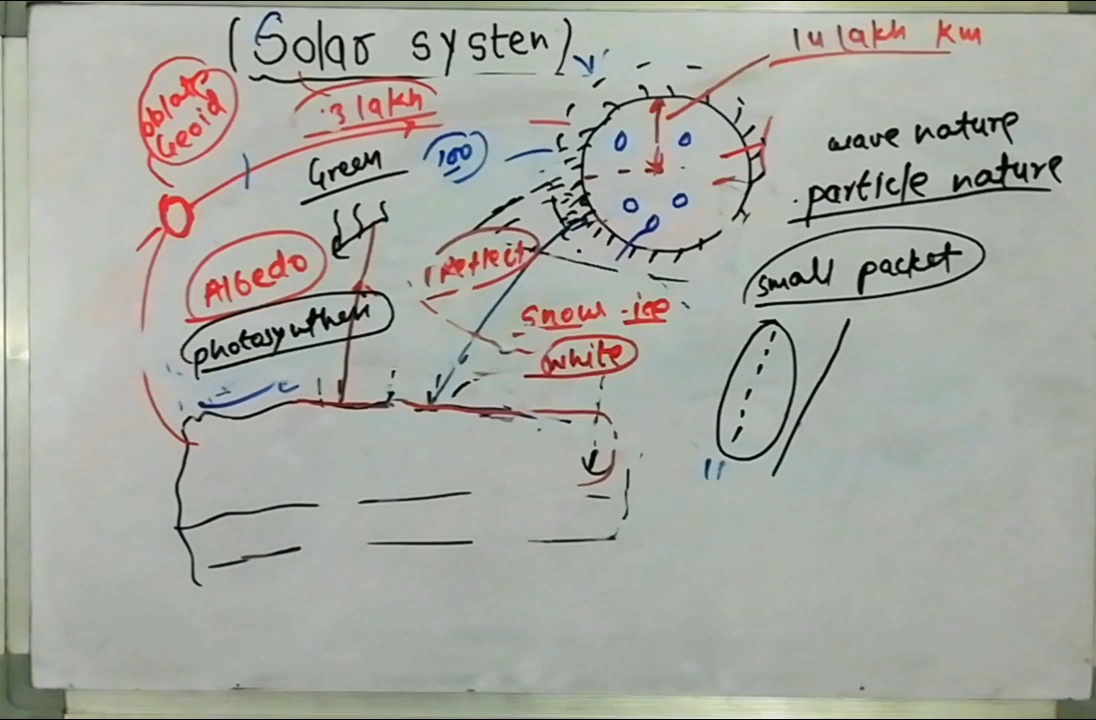 (Solar systen)
14 lakh km
oblate
Geoid
3 lakh
Green
100
wave nature
particle nature
Albedo
Reflect
small packet
photosynthesi
snow-ice
white